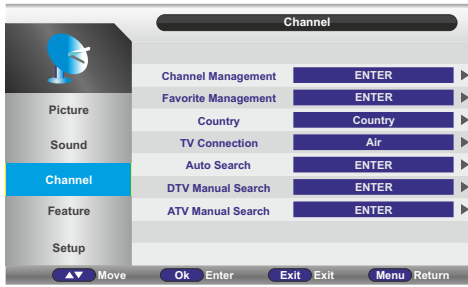 Channel
Picture
Sound
Channel
Feature
Setup
Channel Management ENTER
Favorite Management ENTER
Country Country
TV Connection Air
Auto Search ENTER
DTV Manual Search ENTER
ATV Manual Search ENTER
▲▼ Move Ok Enter Exit Exit Menu Return